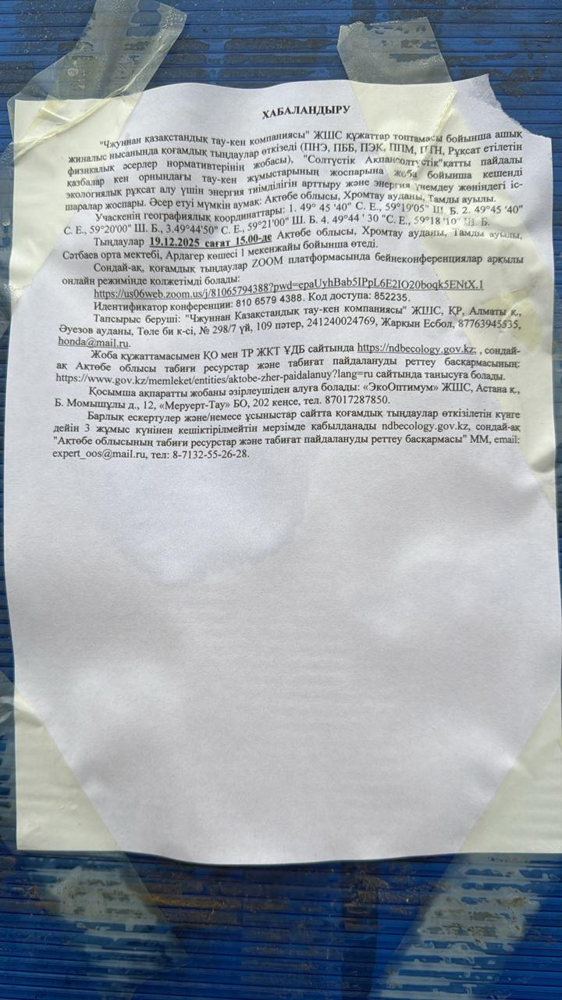 ХАБАЛАНДЫРУ
"Чжуннан қазақстандық тау-кен компаниясы" ЖШС құжаттар топтамасы бойынша ашық
жиналыс нысанында қоғамдық тыңдаулар өткізеді (ПНЭ, ПББ, ПЭК, ППМ, ПГН, Рұқсат етілетін
физикалық әсерлер нормативтерінің жобасы), "Солтүстік Ақпансолтүстік"қатты пайдалы
қазбалар кен орнындағы тау-кен жұмыстарының жоспарына жоба бойынша кешенді
экологиялық рұқсат алу үшін энергия тиімділігін арттыру және энергия үнемдеу жөніндегі іс-
шаралар жоспары. Әсер етуі мүмкін аумақ: Ақтөбе облысы, Хромтау ауданы, Тамды ауылы.
Учаскенің географиялық координаттары: 1. 49° 45 '40" С. Е., 59°19'05" Ш. Б. 2. 49°45 '40"
С. Е., 59°20'00" Ш. Б., 3.49°44'50" С. Е., 59°21'00" Ш. Б. 4. 49°44 ' 30 "С. Е., 59°18 '10" Ш. Б.
Тыңдаулар 19.12.2025 сағат 15.00-де Ақтөбе облысы, Хромтау ауданы, Тамды ауылы,
Сәтбаев орта мектебі, Ардагер көшесі 1 мекенжайы бойынша өтеді.
Сондай-ақ, қоғамдық тыңдаулар ZOOM платформасында бейнеконференциялар арқылы
онлайн режимінде қолжетімді болады:
https://us06web.zoom.us/j/81065794388?pwd=epaUyhBab5IPpL6E2lO20boqk5ENtX.1
Идентификатор конференции: 810 6579 4388. Код доступа: 852235.
Тапсырыс беруші: "Чжуннан Казақстандық тау-кен компаниясы" ЖШС, ҚР, Алматы қ.,
Әуезов ауданы, Төле би к-сі, № 298/7 үй, 109 пәтер, 241240024769, Жарқын Есбол, 87763945535,
honda@mail.ru.
Жоба құжаттамасымен ҚО мен ТР ЖКТ ҰДБ сайтында https://ndbecology.gov.kz; , сондай-
ақ Ақтөбе облысы табиғи ресурстар және табиғат пайдалануды реттеу басқармасының:
https://www.gov.kz/memleket/entities/aktobe-zher-paidalanuy?lang=ru сайтында танысуға болады.
Қосымша ақпаратты жобаны әзірлеушіден алуға болады: «ЭкоОптимум» ЖШС, Астана қ.,
Б. Момышұлы д., 12, «Меруерт-Тау» БО, 202 кеңсе, тел. 87017287850.
Барлық ескертулер және/немесе ұсыныстар сайтта қоғамдық тыңдаулар өткізілетін күнге
дейін 3 жұмыс күнінен кешіктірілмейтін мерзімде қабылданады ndbecology.gov.kz, сондай-ақ
"Ақтөбе облысының табиғи ресурстар және табиғат пайдалануды реттеу басқармасы" ММ, email:
expert_oos@mail.ru, тел: 8-7132-55-26-28.